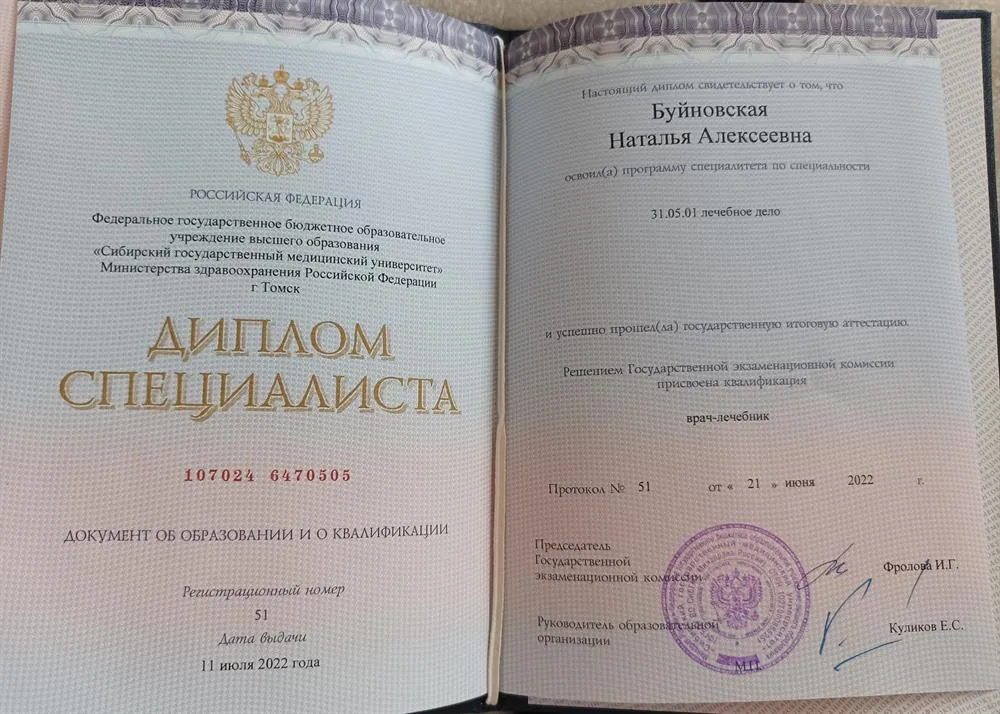 РОССИЙСКАЯ ФЕДЕРАЦИЯ
Федеральное государственное бюджетное образовательное
учреждение высшего образования
«Сибирский государственный медицинский университет»
Министерства здравоохранения Российской Федерации
г Томск
ДИПЛОМ
СПЕЦИАЛИСТА
107024 6470505
ДОКУМЕНТ ОБ ОБРАЗОВАНИИ И О КВАЛИФИКАЦИИ
Регистрационный номер
51
Дата выдачи
11 июля 2022 года
Настоящий диплом свидетельствует о том, что
Буйновская
Наталья Алексеевна
освоил(а) программу специалитета по специальности
31.05.01 лечебное дело
и успешно прошел(ла) государственную итоговую аттестацию.
Решением Государственной экзаменационной комиссии
присвоена квалификация
врач-лечебник
Протокол № 51 от « 21 » июня 2022 г.
Председатель
Государственной
экзаменационной комиссии
Фролова И.Г.
Руководитель образовательной
организации
Куликов Е.С.
М.П.